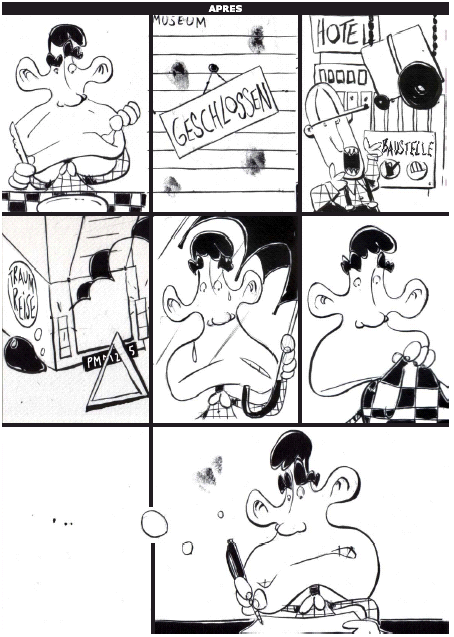 APRES
MUSEUM
GESCHLOSSEN
HOTEL
BAUSTELLE
TRAUM
REISE